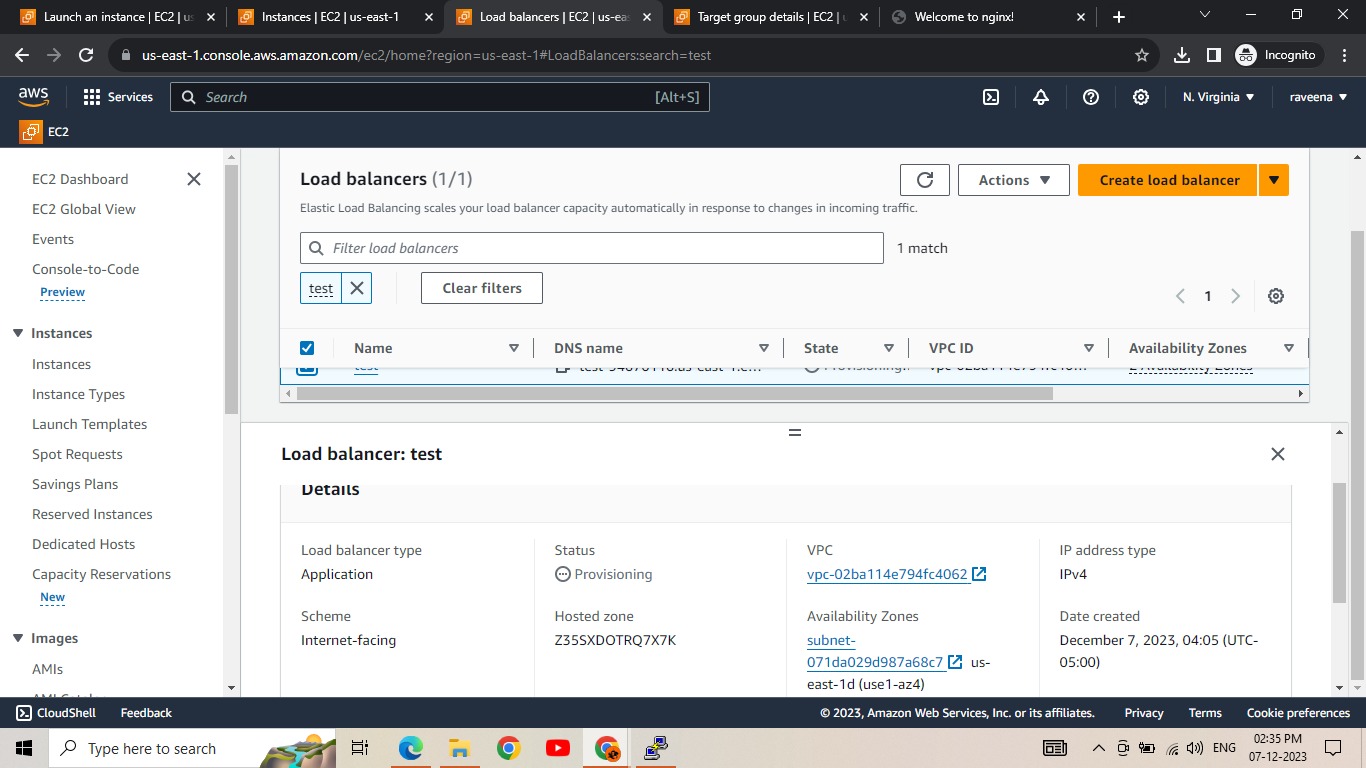 Launch an instance | EC2 | us
Instances | EC2 | us-east-1
Load balancers | EC2 | us-eas
Target group details | EC2 |
Welcome to nginx!
us-east-1.console.aws.amazon.com/ec2/home?region=us-east-1#LoadBalancers:search=test
Incognito
aws
Services
Search
[Alt+S]
N. Virginia
raveena
EC2
EC2 Dashboard
EC2 Global View
Events
Console-to-Code
Preview
Instances
Instances
Instance Types
Launch Templates
Spot Requests
Savings Plans
Reserved Instances
Dedicated Hosts
Capacity Reservations
New
Images
AMIs
Load balancers (1/1)
Actions
Create load balancer
Elastic Load Balancing scales your load balancer capacity automatically in response to changes in incoming traffic.
Filter load balancers
1 match
test
Clear filters
1
Name
DNS name
State
VPC ID
Availability Zones
test
Provisioning..
2 Availability Zones
Load balancer: test
Details
Load balancer type
Application
Status
Provisioning
VPC
vpc-02ba114e794fc4062
IP address type
IPv4
Scheme
Internet-facing
Hosted zone
Z35SXDOTRQ7X7K
Availability Zones
subnet-
071da029d987a68c7 us-
east-1d (use1-az4)
Date created
December 7, 2023, 04:05 (UTC-
05:00)
CloudShell
Feedback
© 2023, Amazon Web Services, Inc. or its affiliates.
Privacy
Terms
Cookie preferences
Type here to search
ENG
02:35 PM
07-12-2023